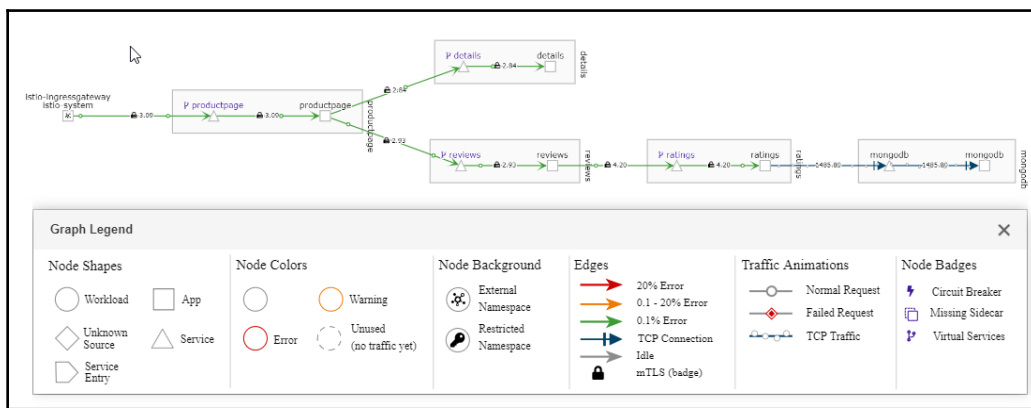 details
details
2.84
details
2.84
istio-ingressgateway
istio-system
3.09
productpage
3.09
productpage
productpage
2.93
reviews
2.93
reviews
reviews
4.20
ratings
4.20
ratings
ratings
1485.80
mongodb
1485.80
mongodb
mongodb
Graph Legend
Node Shapes
Workload
App
Unknown
Source
Service
Service
Entry
Node Colors
Warning
Error
Unused
(no traffic yet)
Node Background
External
Namespace
Restricted
Namespace
Edges
20% Error
0.1 - 20% Error
0.1% Error
TCP Connection
Idle
mTLS (badge)
Traffic Animations
Normal Request
Failed Request
TCP Traffic
Node Badges
Circuit Breaker
Missing Sidecar
Virtual Services